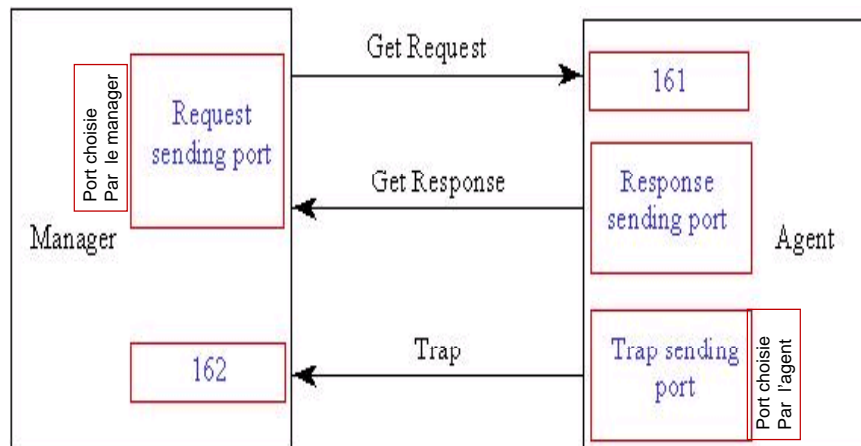 Get Request
161
Port choisie
Par le manager
Request
sending port
Get Response
Response
sending port
Manager
Agent
162
Trap
Trap sending
port
Port choisie
Par l'agent